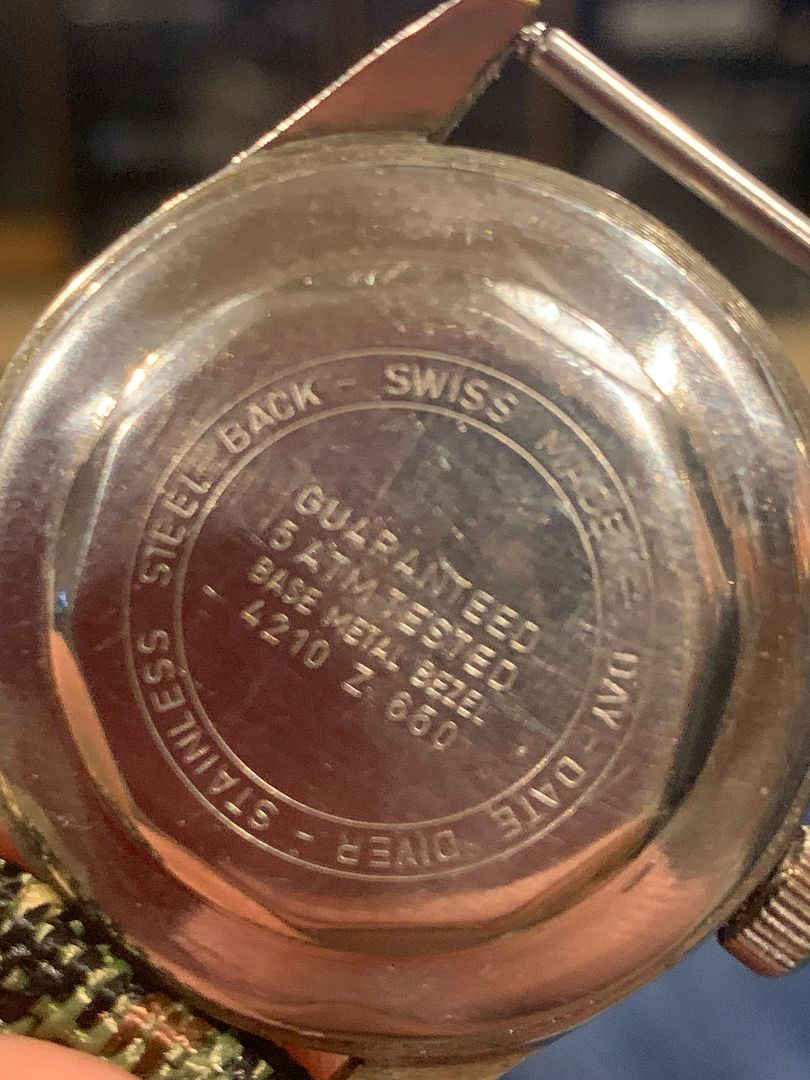 STAINLESS STEEL BACK - SWISS MADE - DAY - DATE DIVER -
GUARANTEED
5 ATM TESTED
BASE METAL BEZEL
4210 Z 660